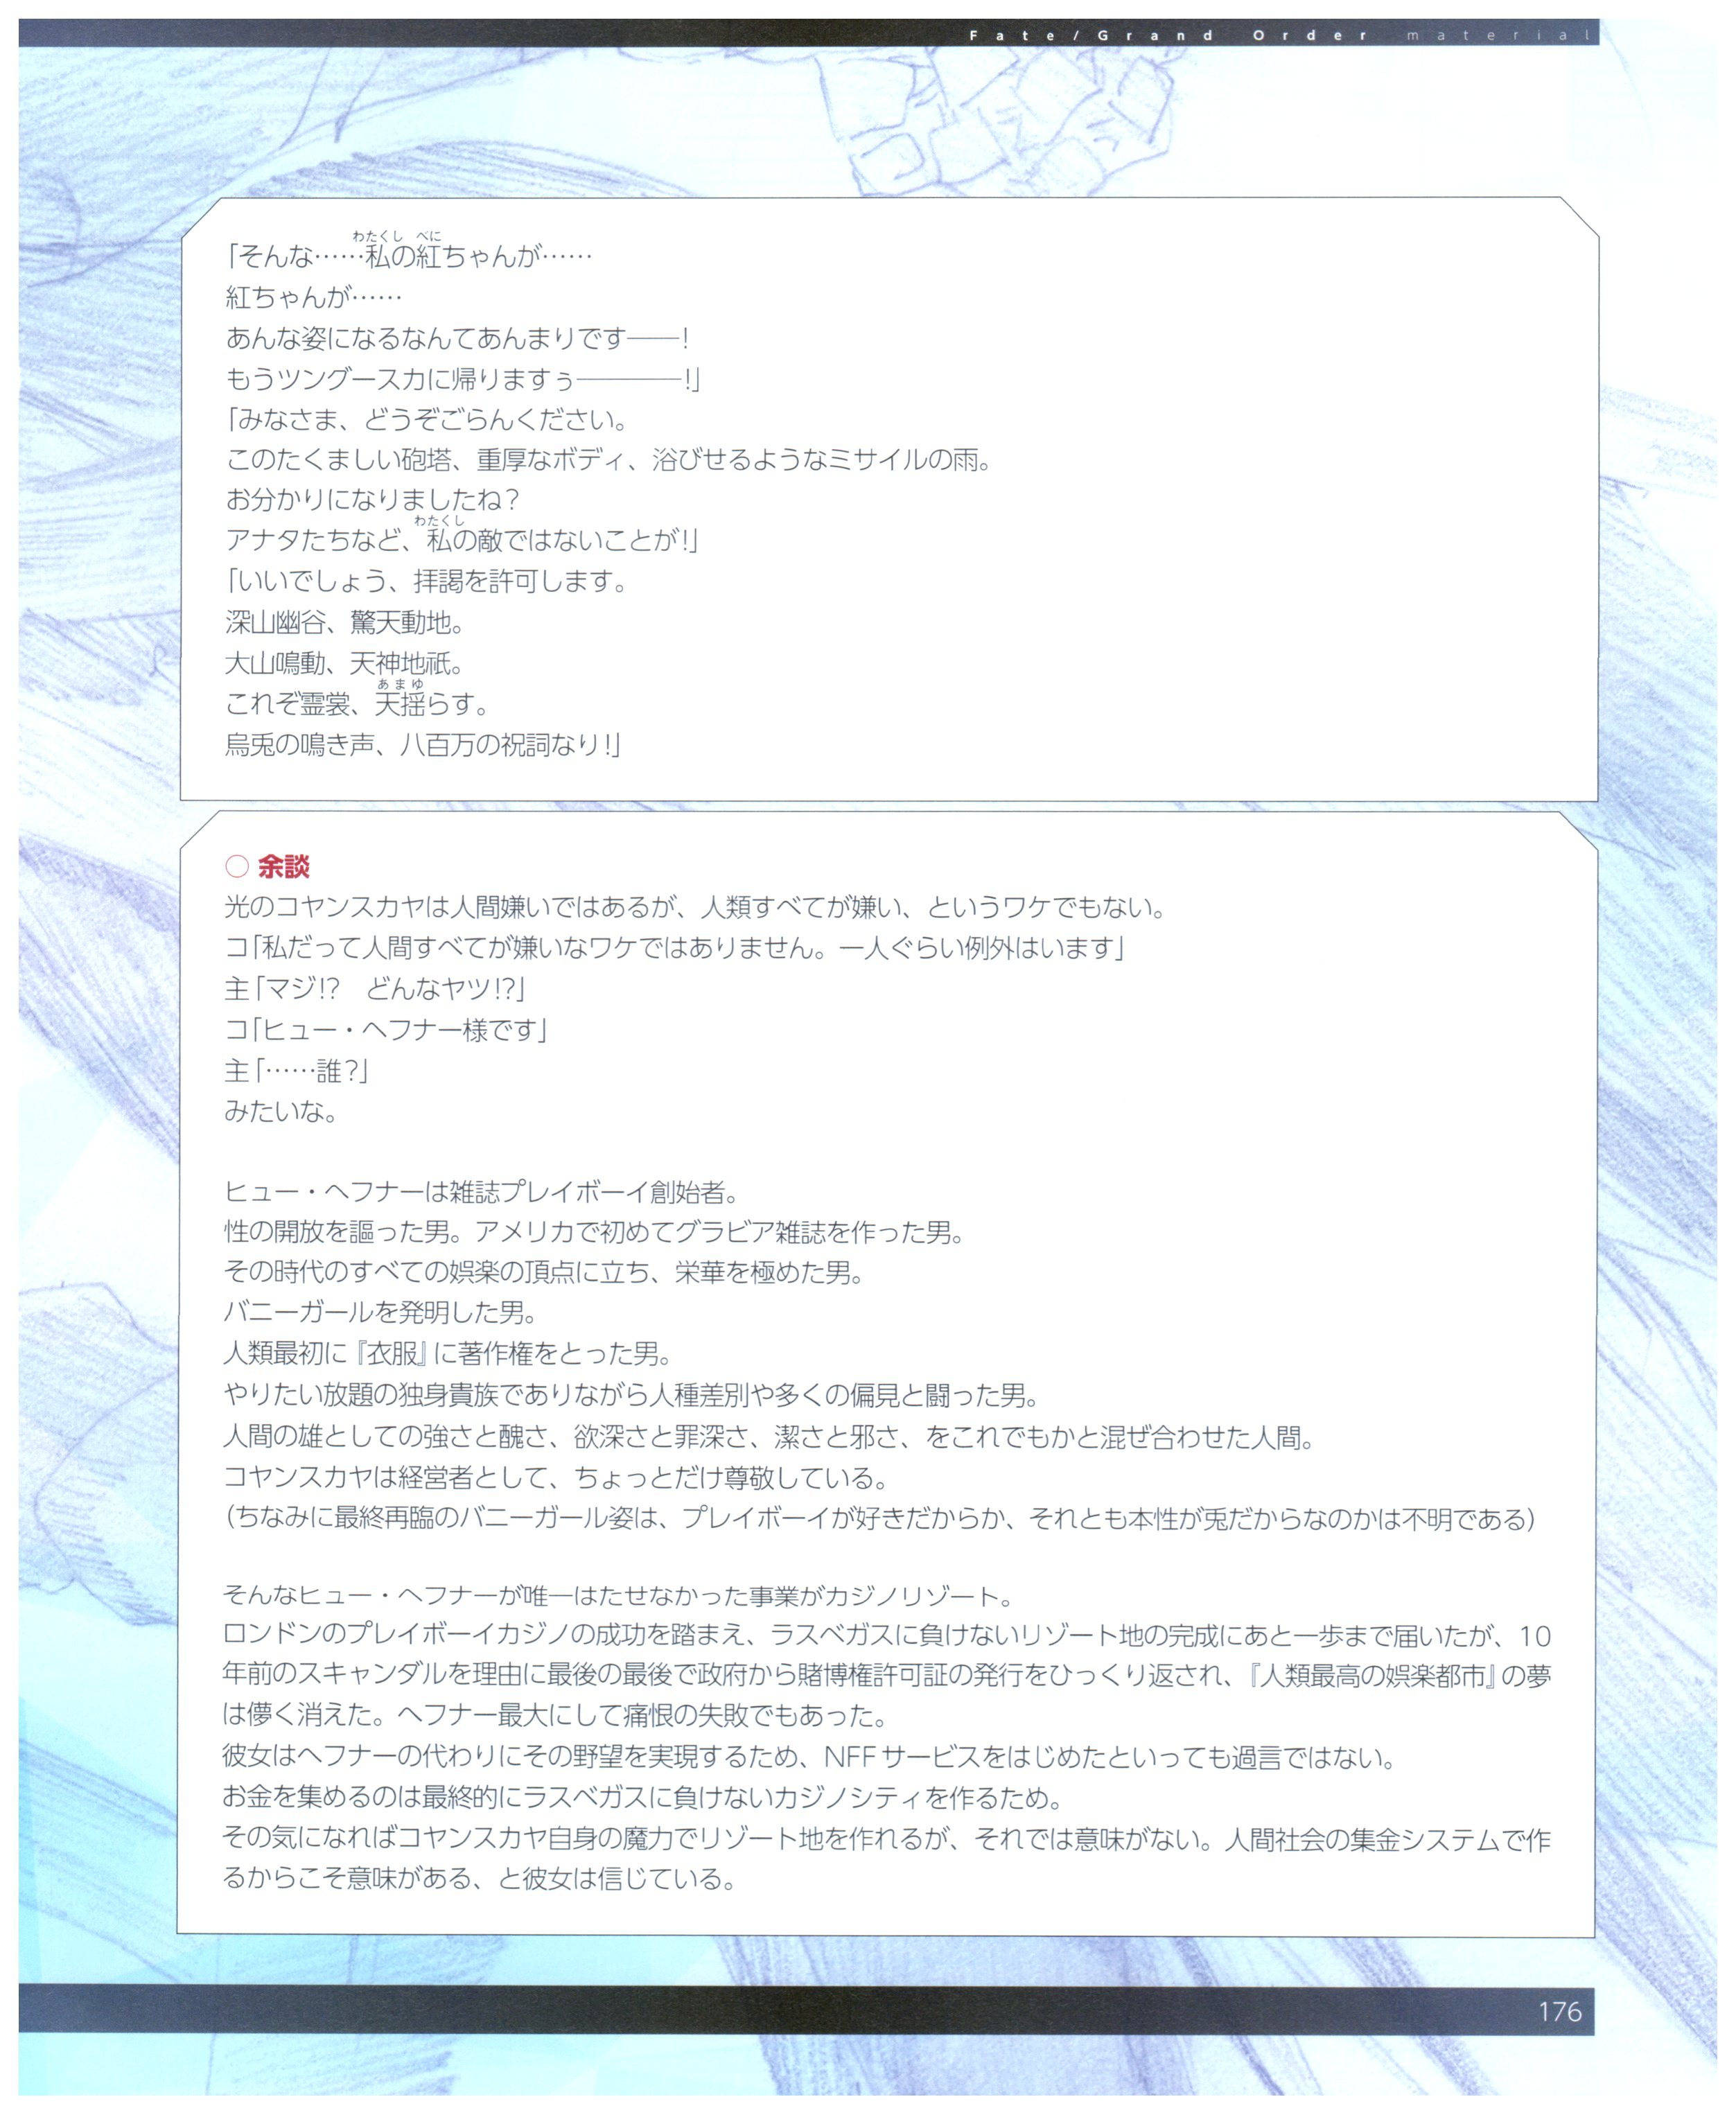 Fate/Grand Order material
「そんな……私の紅ちゃんが……
紅ちゃんが……
あんな姿になるなんてあんまりです――!
もうツングースカに帰りますぅ――――!」
「みなさま、どうぞごらんください。
このたくましい砲塔、重厚なボディ、浴びせるようなミサイルの雨。
お分かりになりましたね?
アナタたちなど、私の敵ではないことが!」
「いいでしょう、拝謁を許可します。
深山幽谷、驚天動地。
大山鳴動、天神地祇。
これぞ霊裳、天揺らす。
烏兎の鳴き声、八百万の祝詞なり!」
○ 余談
光のコヤンスカヤは人間嫌いではあるが、人類すべてが嫌い、というワケでもない。
コ「私だって人間すべてが嫌いなワケではありません。一人ぐらい例外はいます」
主「マジ!? どんなヤツ!?」
コ「ヒュー・ヘフナー様です」
主「……誰?」
みたいな。
ヒュー・ヘフナーは雑誌プレイボーイ創始者。
性の開放を謳った男。アメリカで初めてグラビア雑誌を作った男。
その時代のすべての娯楽の頂点に立ち、栄華を極めた男。
バニーガールを発明した男。
人類最初に『衣服』に著作権をとった男。
やりたい放題の独身貴族でありながら人種差別や多くの偏見と闘った男。
人間の雄としての強さと醜さ、欲深さと罪深さ、潔さと邪さ、をこれでもかと混ぜ合わせた人間。
コヤンスカヤは経営者として、ちょっとだけ尊敬している。
(ちなみに最終再臨のバニーガール姿は、プレイボーイが好きだからか、それとも本性が兎だからなのかは不明である)
そんなヒュー・ヘフナーが唯一はたせなかった事業がカジノリゾート。
ロンドンのプレイボーイカジノの成功を踏まえ、ラスベガスに負けないリゾート地の完成にあと一歩まで届いたが、10
年前のスキャンダルを理由に最後の最後で政府から賭博権許可証の発行をひっくり返され、『人類最高の娯楽都市』の夢
は儚く消えた。ヘフナー最大にして痛恨の失敗でもあった。
彼女はヘフナーの代わりにその野望を実現するため、NFFサービスをはじめたといっても過言ではない。
お金を集めるのは最終的にラスベガスに負けないカジノシティを作るため。
その気になればコヤンスカヤ自身の魔力でリゾート地を作れるが、それでは意味がない。人間社会の集金システムで作
るからこそ意味がある、と彼女は信じている。
176